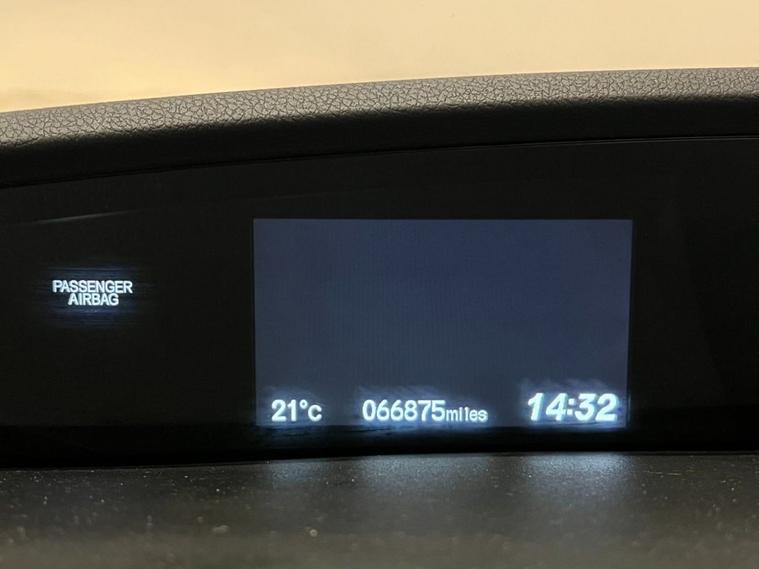 PASSENGER
AIRBAG
21°C 066875miles 14:32